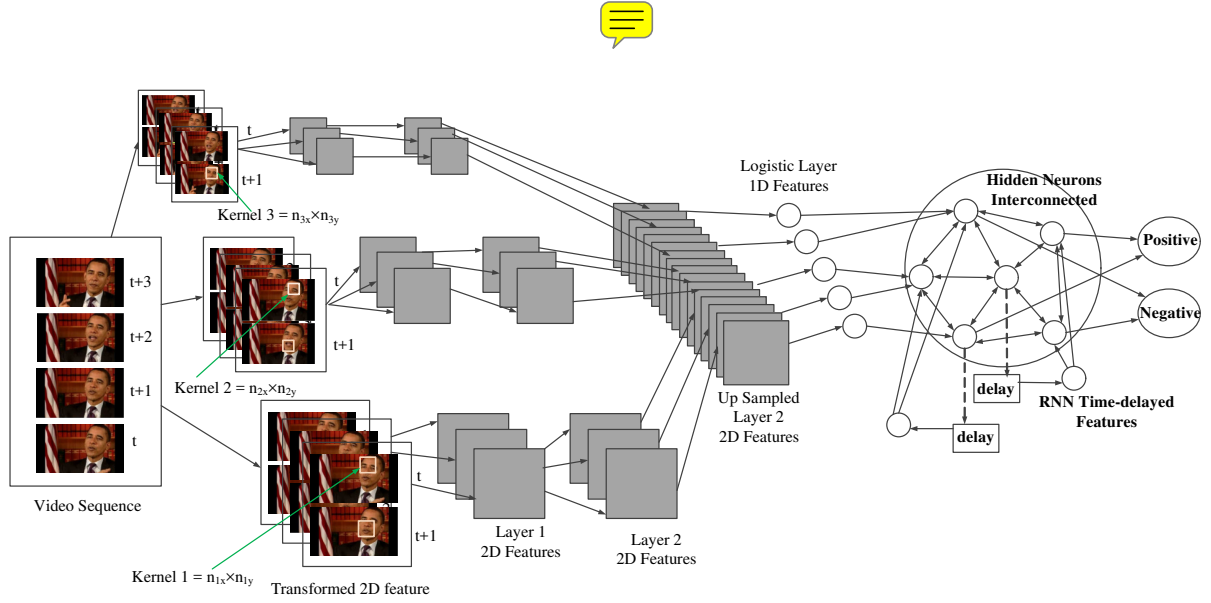 t
t+1
Kernel 3 = n3x×n3y
Logistic Layer
1D Features
Hidden Neurons
Interconnected
Positive
Negative
t+3
t+2
t+1
t
Video Sequence
t
t+1
Kernel 2 = n2x×n2y
Up Sampled
Layer 2
2D Features
delay
delay
RNN Time-delayed
Features
t
t+1
Layer 1
2D Features
Layer 2
2D Features
Kernel 1 = n1x×n1y
Transformed 2D feature